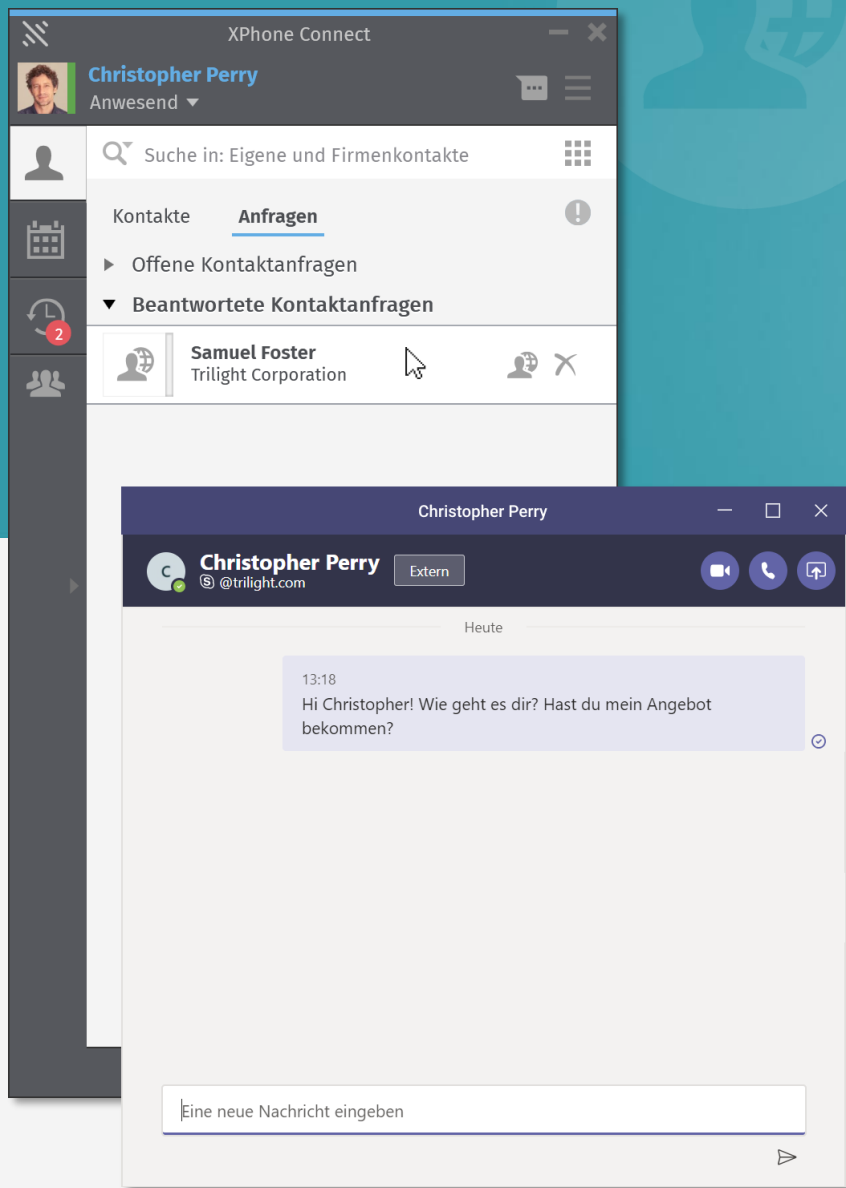 XPhone Connect
Christopher Perry
Anwesend
Suche in: Eigene und Firmenkontakte
Kontakte Anfragen
Offene Kontaktanfragen
Beantwortete Kontaktanfragen
2
Samuel Foster
Trilight Corporation
Christopher Perry
C
Christopher Perry
@trilight.com
Extern
Heute
13:18
Hi Christopher! Wie geht es dir? Hast du mein Angebot
bekommen?
Eine neue Nachricht eingeben